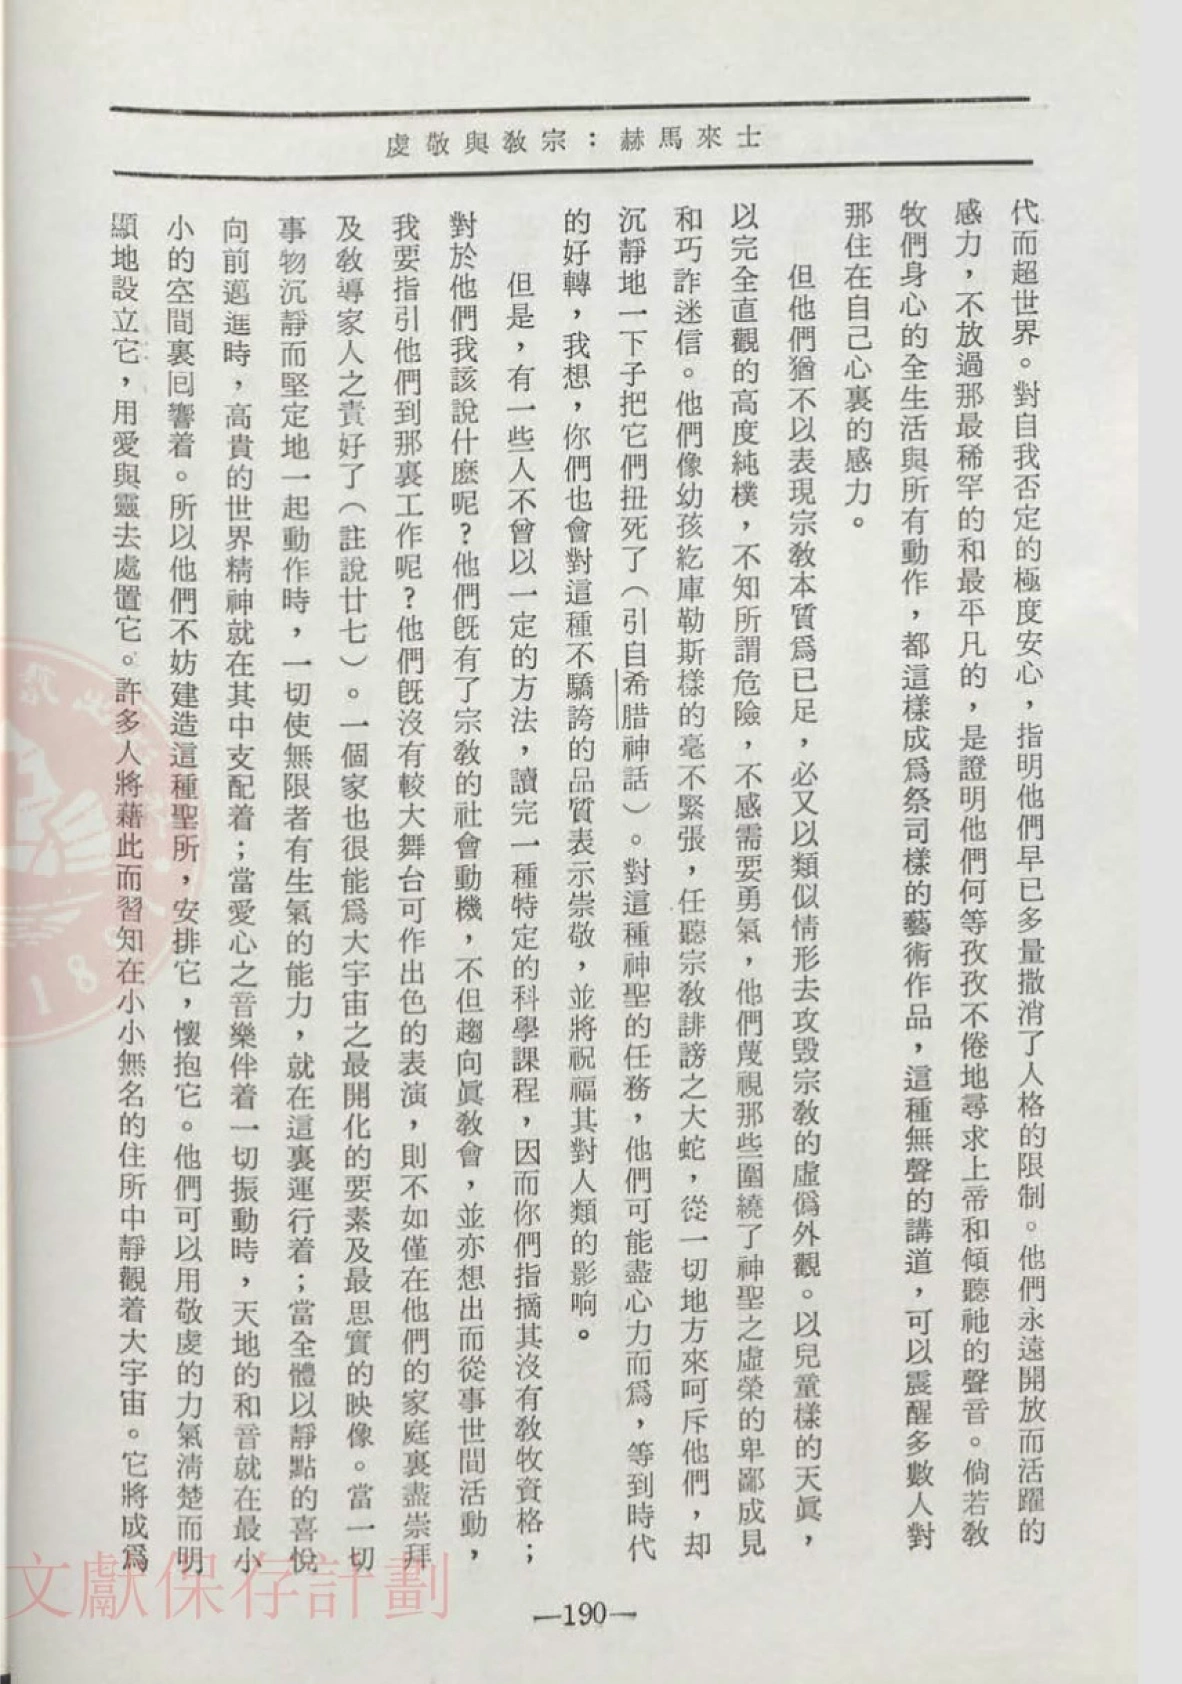 士來馬赫：宗教與敬虔
代而超世界。對自我否定的極度安心，指明他們早已多量撒消了人格的限制。他們永遠開放而活躍的
感力，不放過那最稀罕的和最平凡的，是證明他們何等孜孜不倦地尋求上帝和傾聽祂的聲音。倘若教
牧們身心的全生活與所有動作，都這樣成爲祭司樣的藝術作品，這種無聲的講道，可以震醒多數人對
那住在自己心裏的感力。
但他們猶不以表現宗教本質爲已足，必又以類似情形去攻毀宗教的虛僞外觀。以兒童樣的天眞，
以完全直觀的高度純樸，不知所謂危險，不感需要勇氣，他們蔑視那些圍繞了神聖之虛榮的卑鄙成見
和巧詐迷信。他們像幼孩紇庫勒斯樣的毫不緊張，任聽宗教誹謗之大蛇，從一切地方來呵斥他們，却
沉靜地一下子把它們扭死了（引自希腊神話）。對這種神聖的任務，他們可能盡心力而爲，等到時代
的好轉，我想，你們也會對這種不驕誇的品質表示崇敬，並將祝福其對人類的影响。
但是，有一些人不曾以一定的方法，讀完一種特定的科學課程，因而你們指摘其沒有教牧資格；
對於他們我該說什麽呢？他們旣有了宗教的社會動機，不但趨向眞教會，並亦想出而從事世間活動，
我要指引他們到那裏工作呢？他們旣沒有較大舞台可作出色的表演，則不如僅在他們的家庭裏盡崇拜
及教導家人之責好了（註說廿七）。一個家也很能爲大宇宙之最開化的要素及最思實的映像。當一切
事物沉靜而堅定地一起動作時，一切使無限者有生氣的能力，就在這裏運行着；當全體以靜點的喜悅
向前邁進時，高貴的世界精神就在其中支配着；當愛心之音樂伴着一切振動時，天地的和音就在最小
小的空間裏囘響着。所以他們不妨建造這種聖所，安排它，懷抱它。他們可以用敬虔的力氣清楚而明
顯地設立它，用愛與靈去處置它。許多人將藉此而習知在小小無名的住所中靜觀着大宇宙。它將成爲
—190—
文獻保存計劃